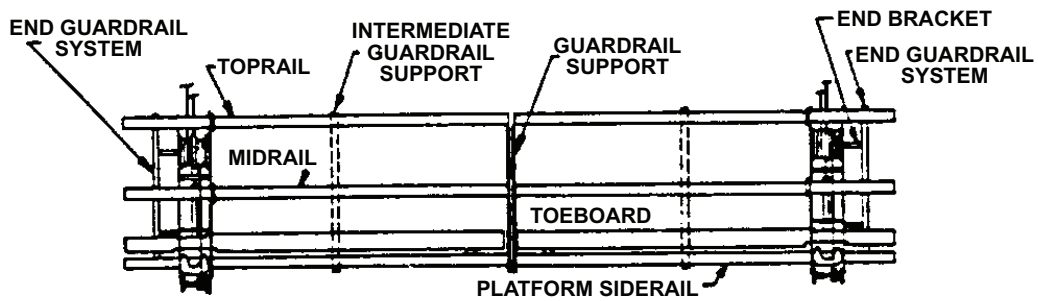 END GUARDRAIL
SYSTEM
TOPRAIL
INTERMEDIATE
GUARDRAIL
SUPPORT
GUARDRAIL
SUPPORT
END BRACKET
END GUARDRAIL
SYSTEM
MIDRAIL
TOEBOARD
PLATFORM SIDERAIL